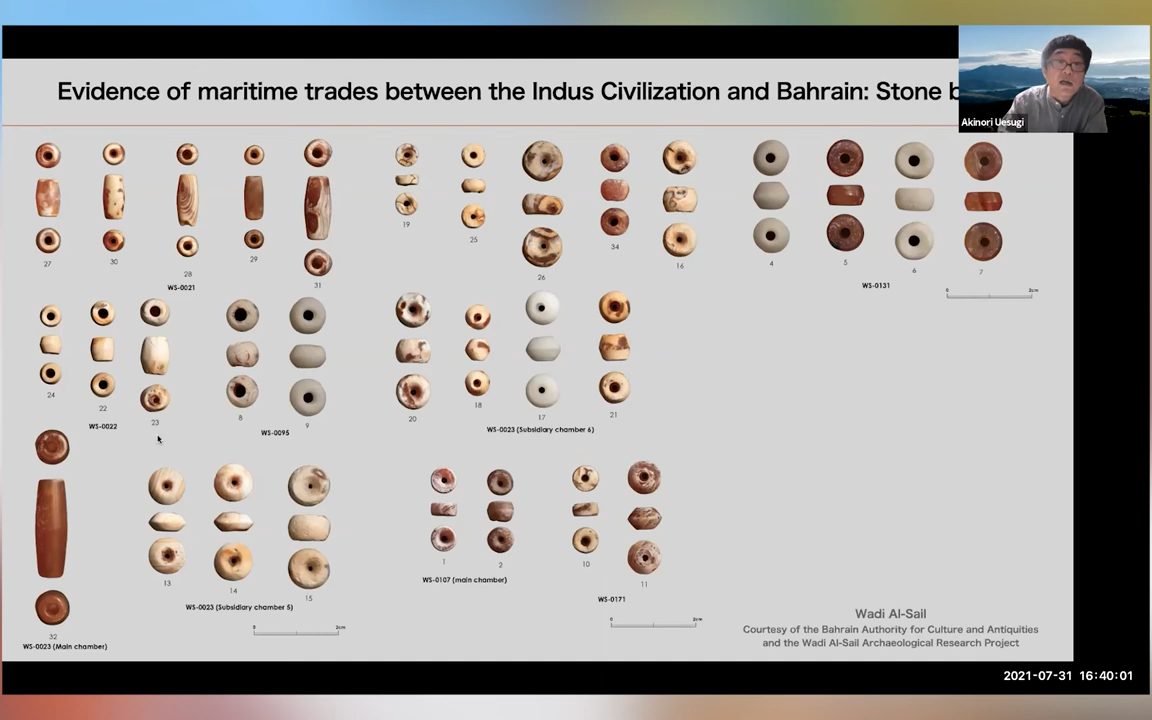 Evidence of maritime trades between the Indus Civilization and Bahrain: Stone
Akinori Uesugi
27
30
28
29
31
WS-0021
19
25
26
34
16
4
5
6
7
WS-0131
2cm
24
22
23
WS-0022
8
9
WS-0095
20
18
17
21
WS-0023 (Subsidiary chamber 6)
32
WS-0023 (Main chamber)
13
14
15
WS-0023 (Subsidiary chamber 5)
0
2cm
1
2
WS-0107 (main chamber)
10
11
WS-0171
0
2cm
Wadi Al-Sail
Courtesy of the Bahrain Authority for Culture and Antiquities
and the Wadi Al-Sail Archaeological Research Project
2021-07-31 16:40:01